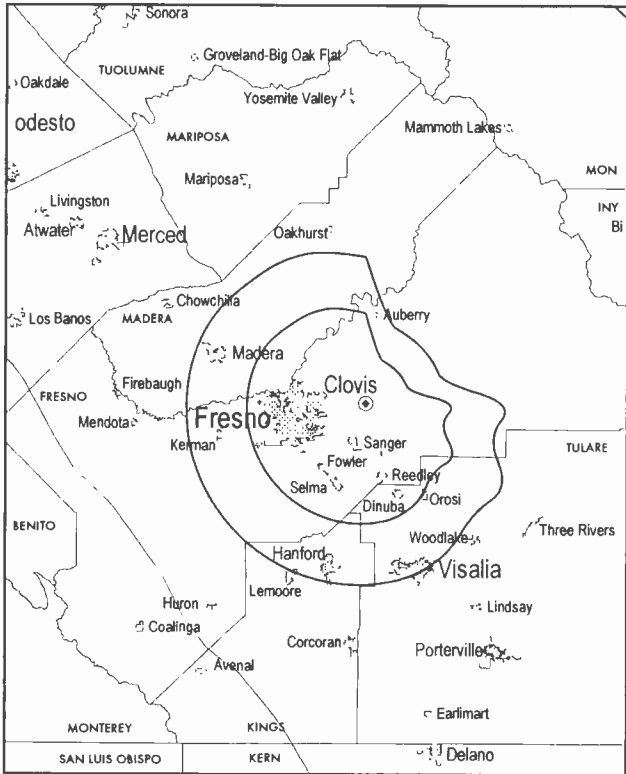 Sonora
Groveland-Big Oak Flat
TUOLUMNE
Oakdale
Yosemite Valley
odesto
Mammoth Lakes
MARIPOSA
MON
Mariposa
Livingston
INY
Atwater
Merced
Bi
Oakhurst
Chowchilla
Los Banos
MADERA
Auberry
Madera
Firebaugh
Clovis
FRESNO
Mendota
Fresno
Kerman
Sanger
TULARE
Fowler
Reedley
Selma
Dinuba
Orosi
BENITO
Woodlake
Three Rivers
Hanford
Visalia
Lemoore
Huron
Lindsay
Coalinga
Corcoran
Porterville
Avenal
Earlimart
MONTEREY
KINGS
SAN LUIS OBISPO
KERN
Delano